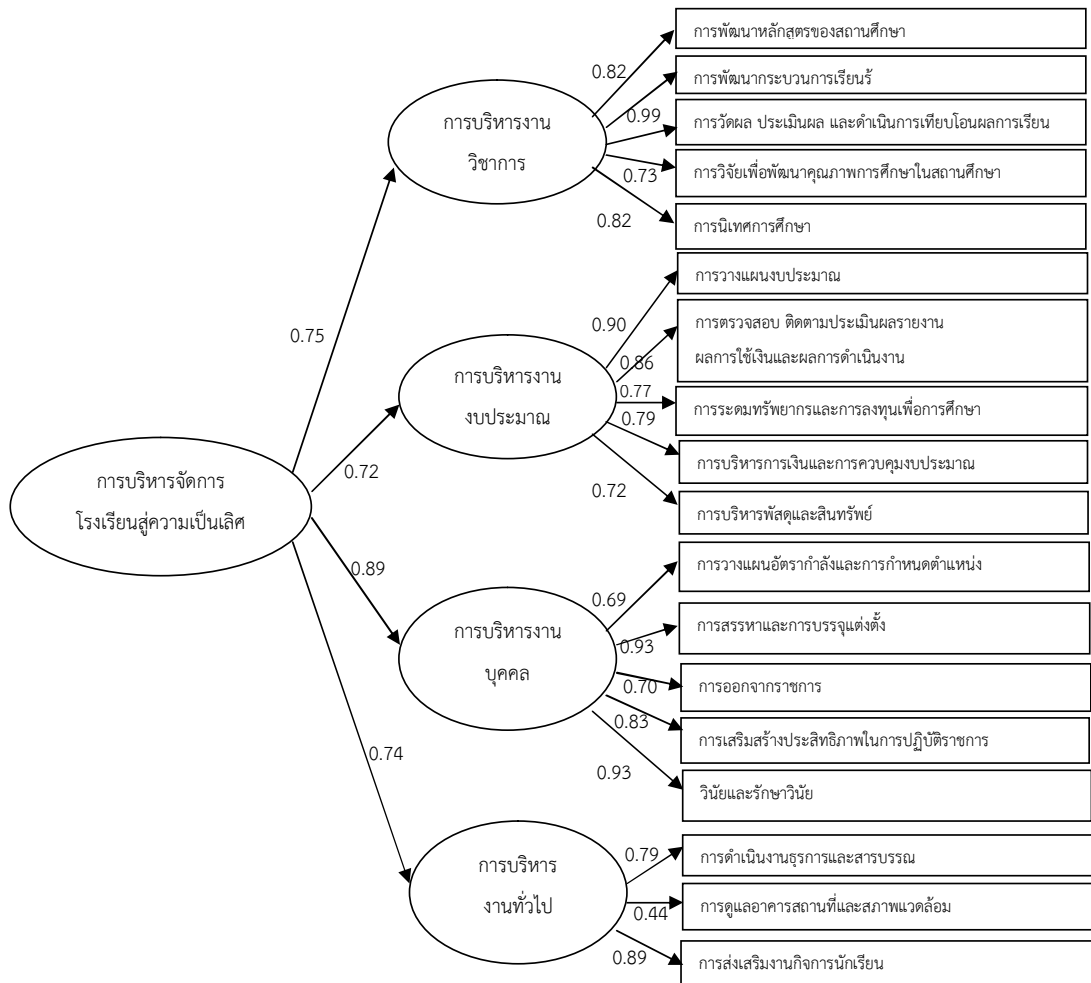 การพัฒนาหลักสูตรของสถานศึกษา
0.82
การพัฒนากระบวนการเรียนรู้
การบริหารงาน
วิชาการ
0.99
การวัดผล ประเมินผล และดำเนินการเทียบโอนผลการเรียน
0.73
การวิจัยเพื่อพัฒนาคุณภาพการศึกษาในสถานศึกษา
0.82
การนิเทศการศึกษา
0.75
การวางแผนงบประมาณ
0.90
การตรวจสอบ ติดตามประเมินผลรายงาน
ผลการใช้เงินและผลการดำเนินงาน
0.86
การบริหารงาน
งบประมาณ
0.77
การระดมทรัพยากรและการลงทุนเพื่อการศึกษา
0.79
การบริหารการเงินและการควบคุมงบประมาณ
0.72
0.72
การบริหารพัสดุและสินทรัพย์
การบริหารจัดการ
โรงเรียนสู่ความเป็นเลิศ
0.89
การวางแผนอัตรากำลังและการกำหนดตำแหน่ง
0.69
การสรรหาและการบรรจุแต่งตั้ง
0.93
การบริหารงาน
บุคคล
0.70
การออกจากราชการ
0.83
การเสริมสร้างประสิทธิภาพในการปฏิบัติราชการ
0.93
วินัยและรักษาวินัย
0.74
0.79
การดำเนินงานธุรการและสารบรรณ
การบริหาร
งานทั่วไป
0.44
การดูแลอาคารสถานที่และสภาพแวดล้อม
0.89
การส่งเสริมงานกิจการนักเรียน